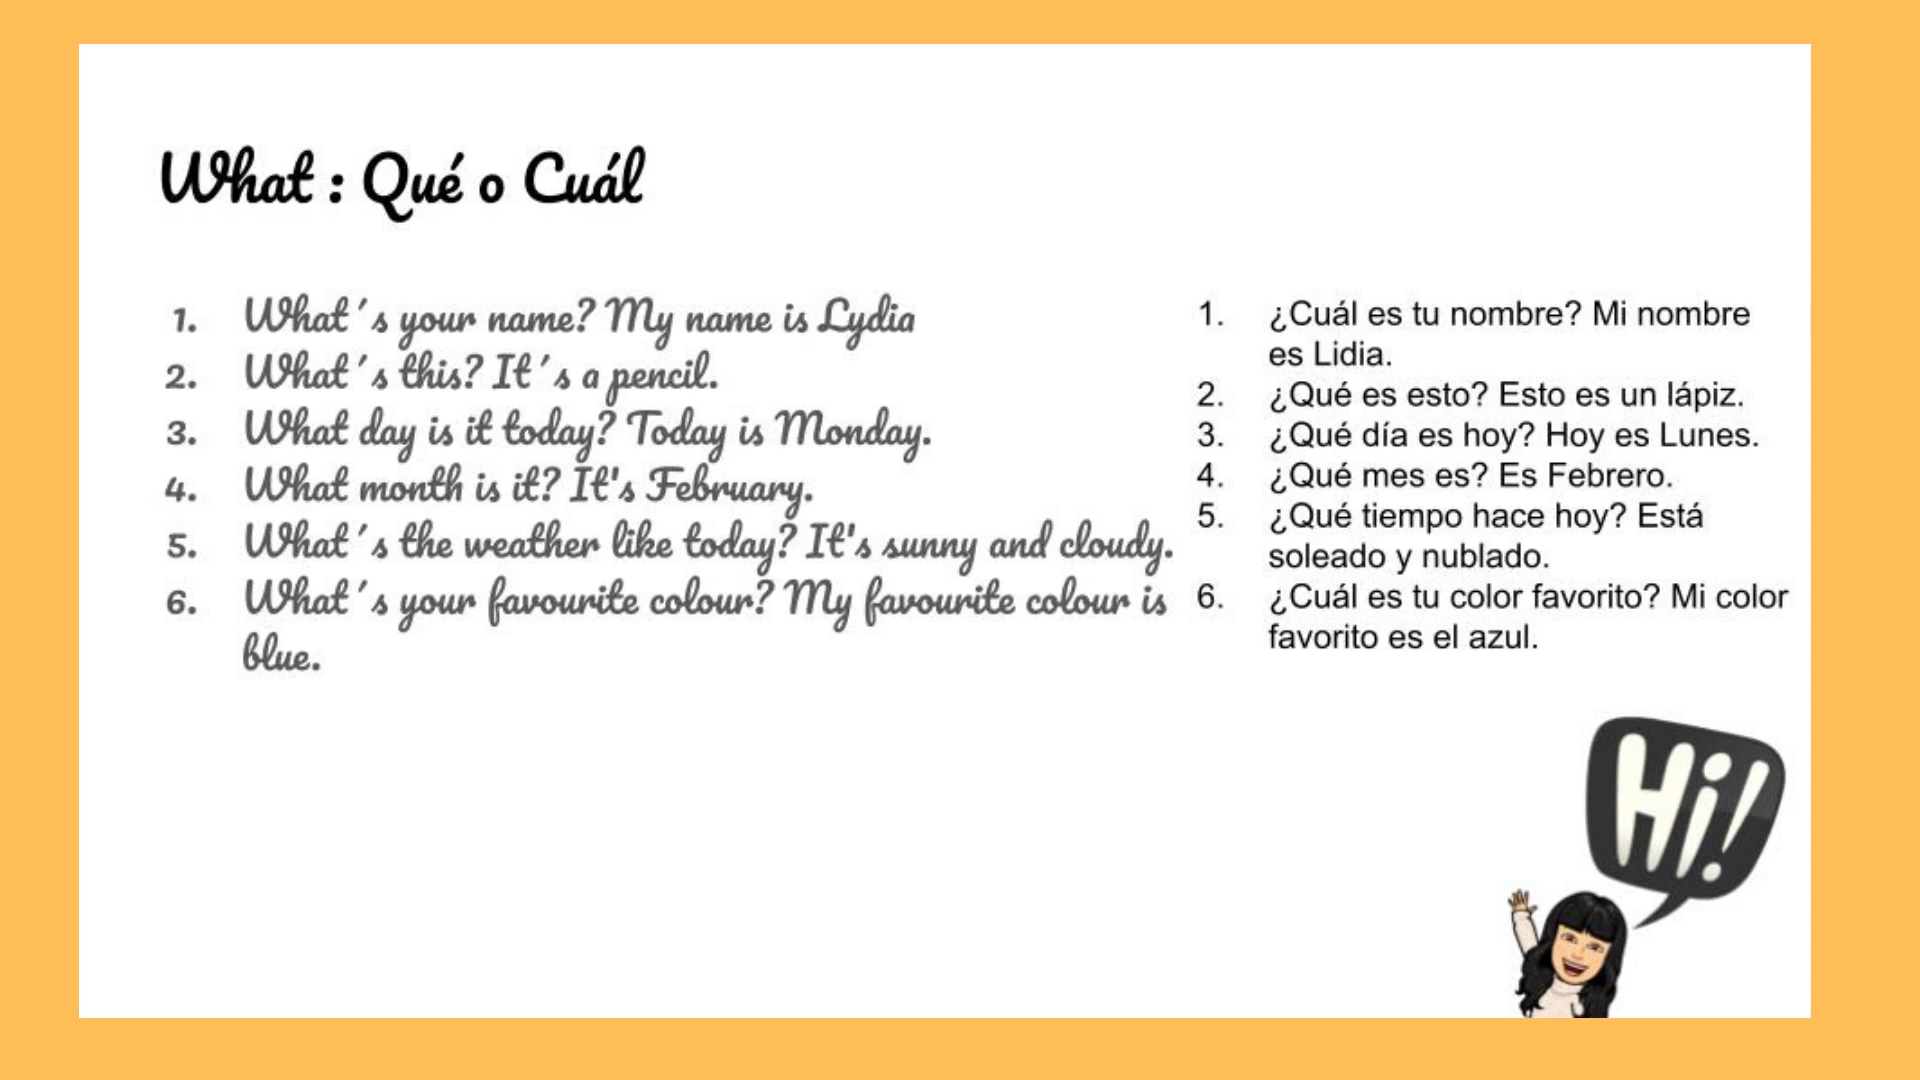 What : Qué o Cuál
1. What´s your name? My name is Lydia
2. What´s this? It´s a pencil.
3. What day is it today? Today is Monday.
4. What month is it? It's February.
5. What´s the weather like today? It's sunny and cloudy.
6. What´s your favourite colour? My favourite colour is
blue.
1. ¿Cuál es tu nombre? Mi nombre
es Lidia.
2. ¿Qué es esto? Esto es un lápiz.
3. ¿Qué día es hoy? Hoy es Lunes.
4. ¿Qué mes es? Es Febrero.
5. ¿Qué tiempo hace hoy? Está
soleado y nublado.
6. ¿Cuál es tu color favorito? Mi color
favorito es el azul.
Hi!